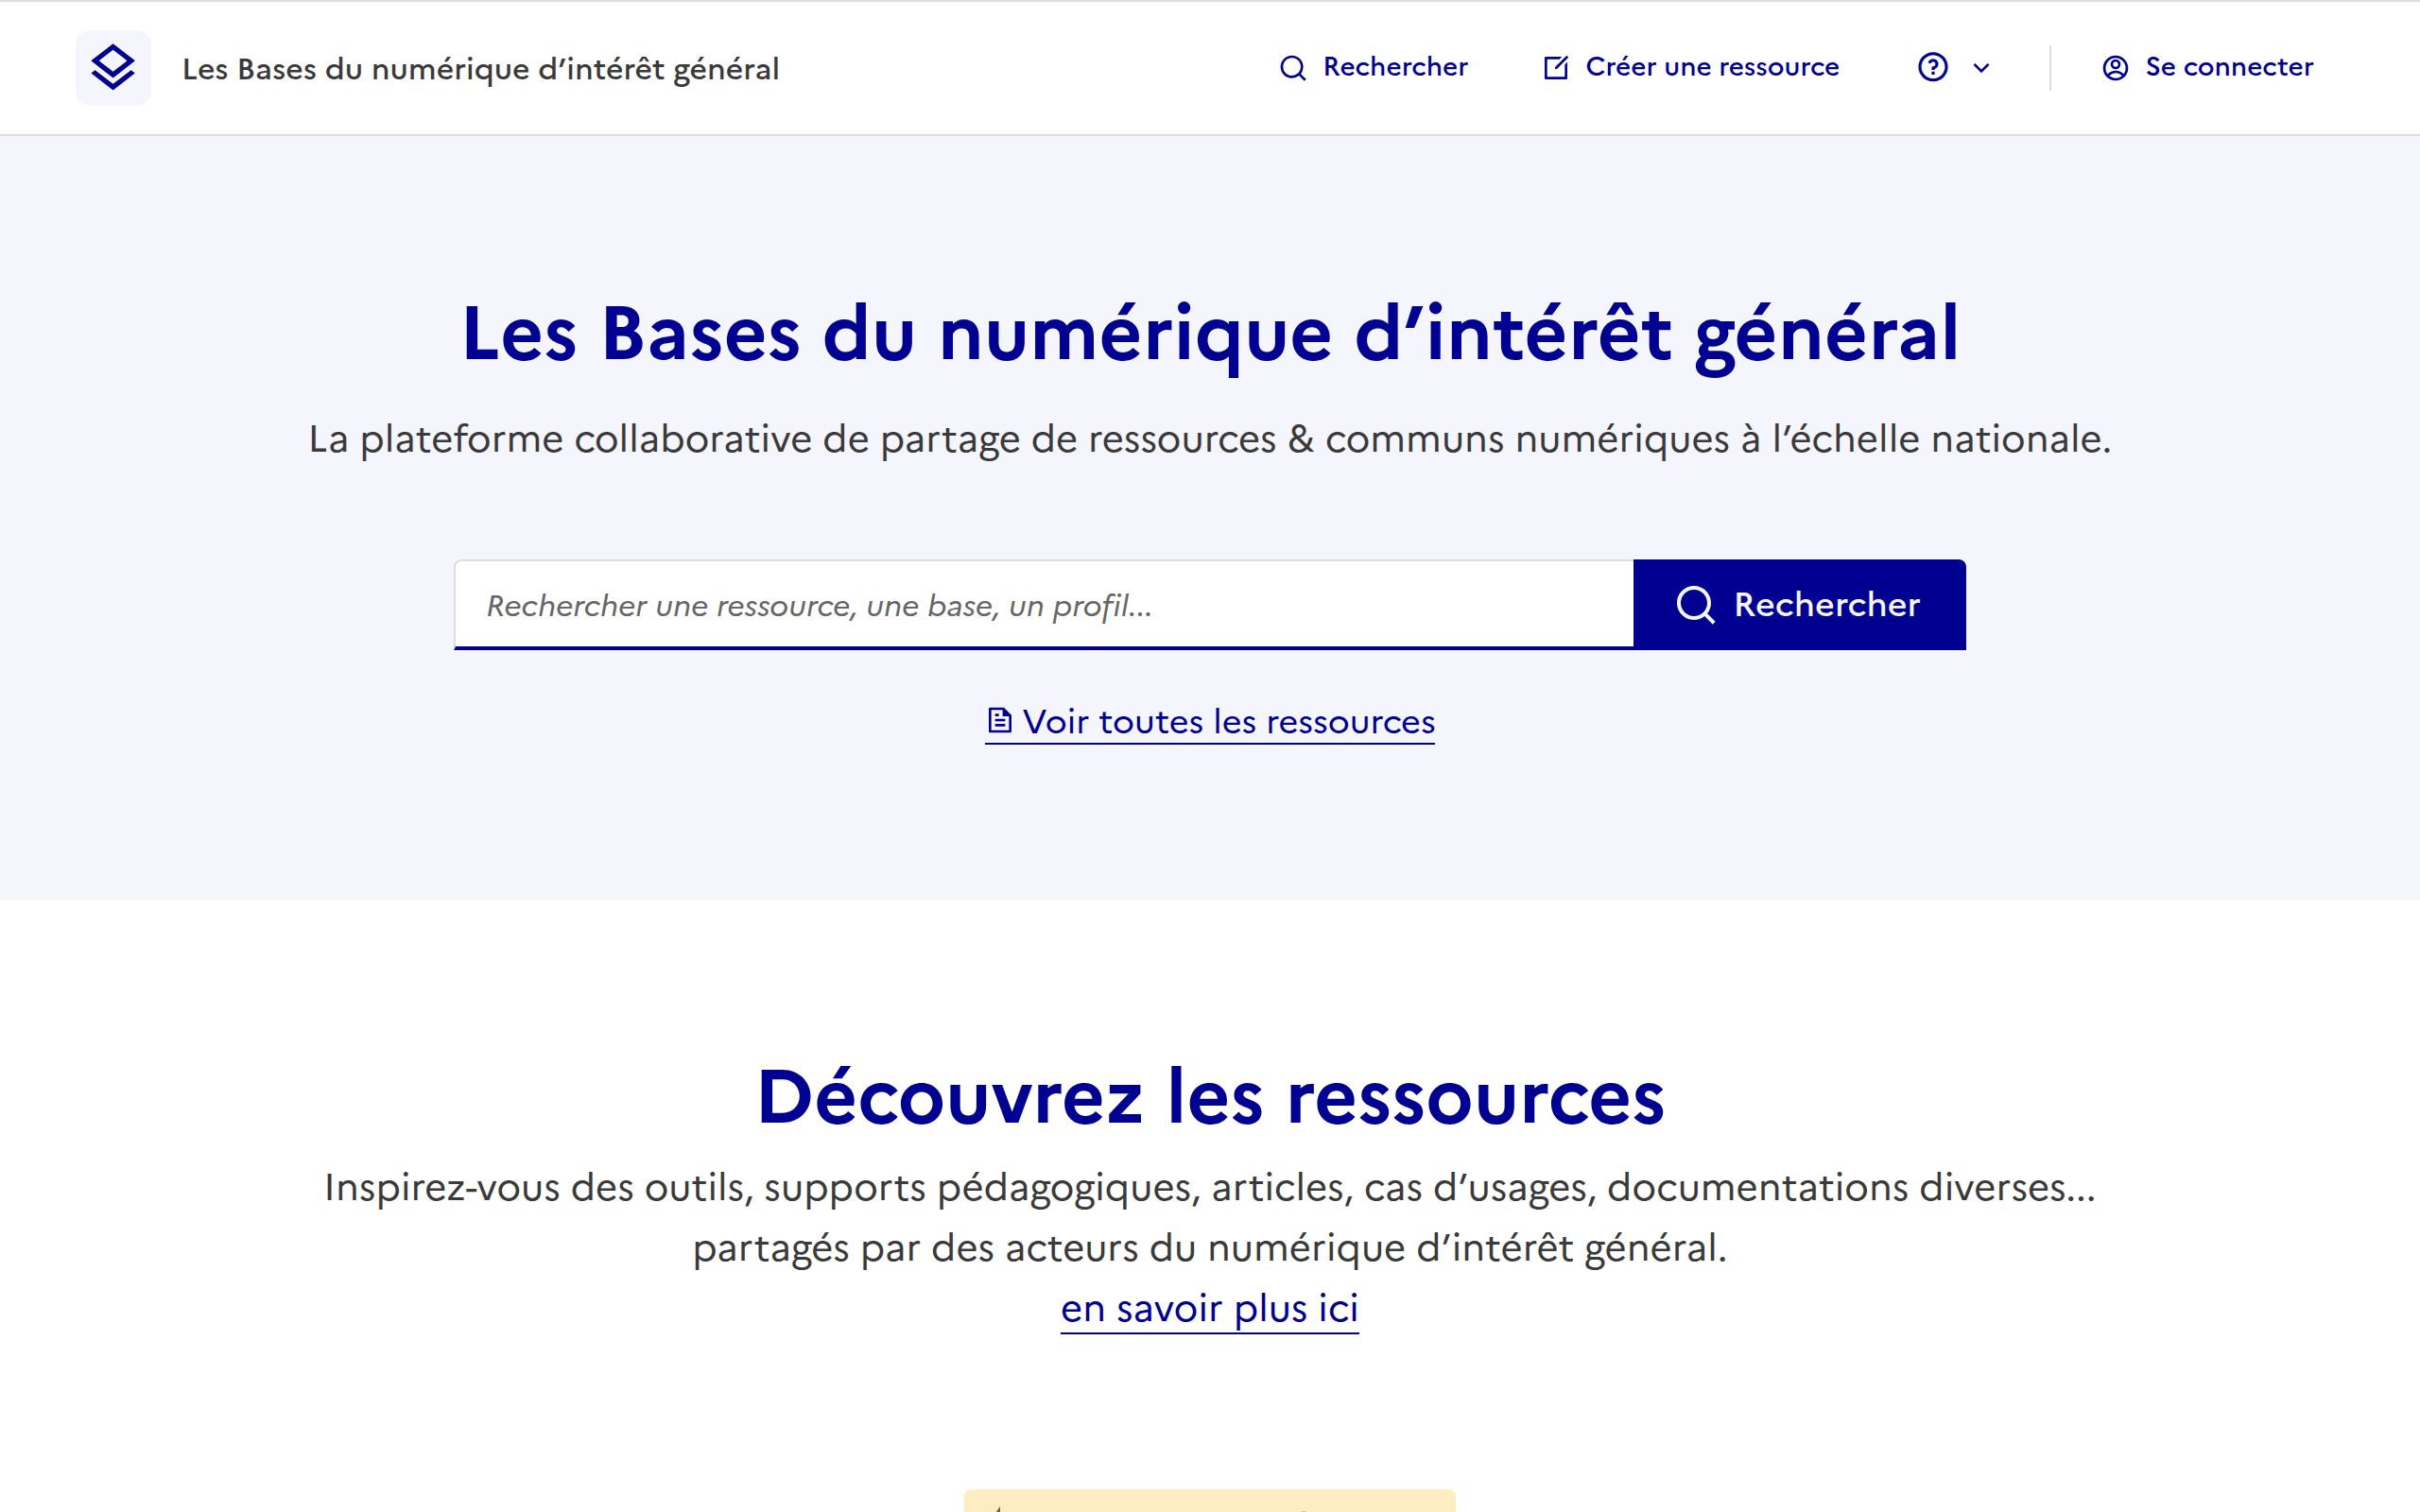 Les Bases du numérique d’intérêt général
Rechercher
Créer une ressource
Se connecter
Les Bases du numérique d’intérêt général
La plateforme collaborative de partage de ressources & communs numériques à l’échelle nationale.
Rechercher une ressource, une base, un profil...
Rechercher
Voir toutes les ressources
Découvrez les ressources
Inspirez-vous des outils, supports pédagogiques, articles, cas d’usages, documentations diverses...
partagés par des acteurs du numérique d’intérêt général.
en savoir plus ici